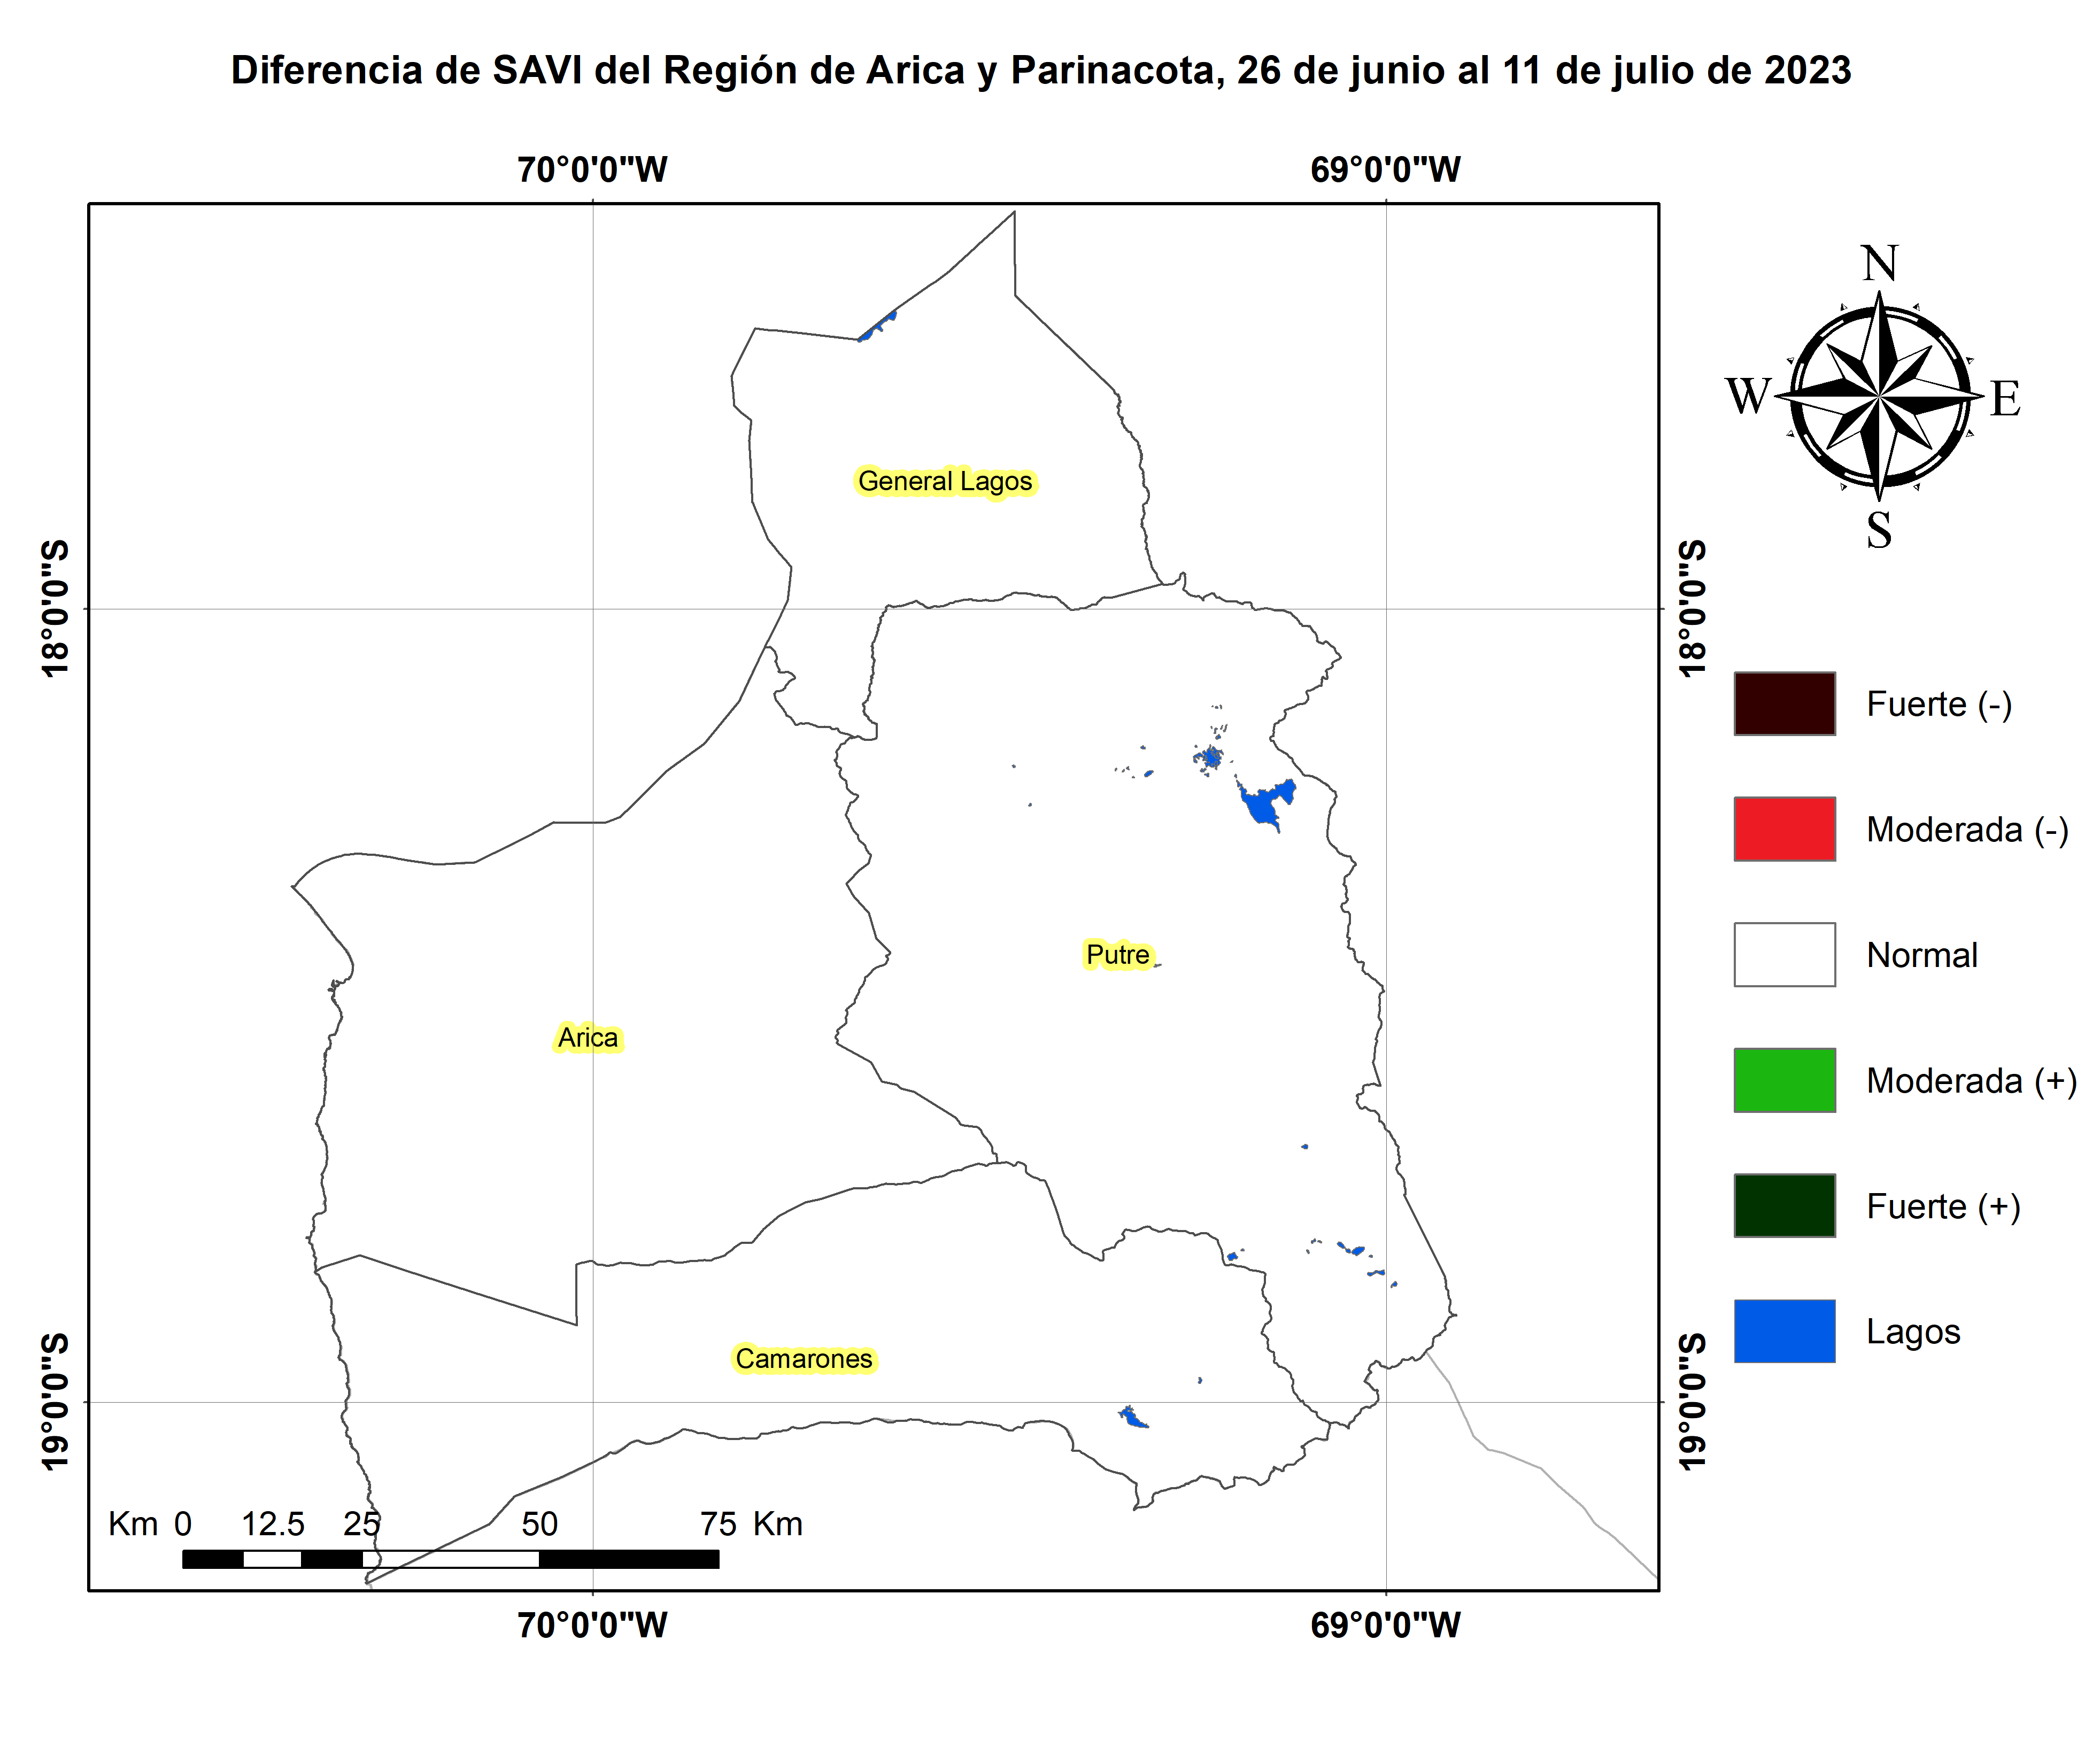 Diferencia de SAVI del Región de Arica y Parinacota, 26 de junio al 11 de julio de 2023
70°0'0"W
69°0'0"W
N
W
E
S
General Lagos
18°0'0"S
18°0'0"S
Fuerte (-)
Moderada (-)
Normal
Putre
Arica
Moderada (+)
Fuerte (+)
Lagos
Camarones
19°0'0"S
19°0'0"S
Km 0 12.5 25 50 75 Km
70°0'0"W
69°0'0"W